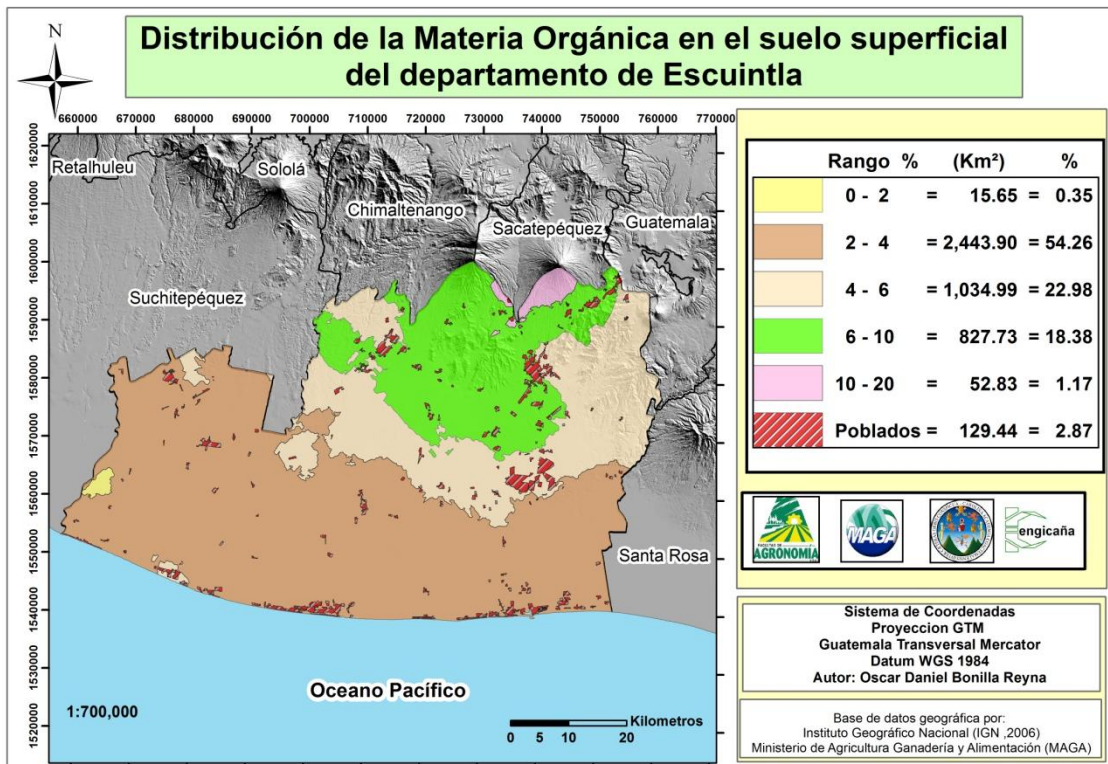 Distribución de la Materia Orgánica en el suelo superficial
del departamento de Escuintla
N
660000 670000 680000 690000 700000 710000 720000 730000 740000 750000 760000 770000
1620000
1610000
1600000
1590000
1580000
1570000
1560000
1550000
1540000
1530000
1520000
Retalhuleu
Sololá
Chimaltenango
Guatemala
Sacatepéquez
Suchitepéquez
Santa Rosa
Oceano Pacífico
1:700,000
Kilometros
0 5 10 20
Rango % (Km²) %
0 - 2 = 15.65 = 0.35
2 - 4 = 2,443.90 = 54.26
4 - 6 = 1,034.99 = 22.98
6 - 10 = 827.73 = 18.38
10 - 20 = 52.83 = 1.17
Poblados = 129.44 = 2.87
FACULTAD DE
AGRONOMIA
MAGA
engicaña
Sistema de Coordenadas
Proyeccion GTM
Guatemala Transversal Mercator
Datum WGS 1984
Autor: Oscar Daniel Bonilla Reyna
Base de datos geográfica por:
Instituto Geográfico Nacional (IGN ,2006)
Ministerio de Agricultura Ganadería y Alimentación (MAGA)